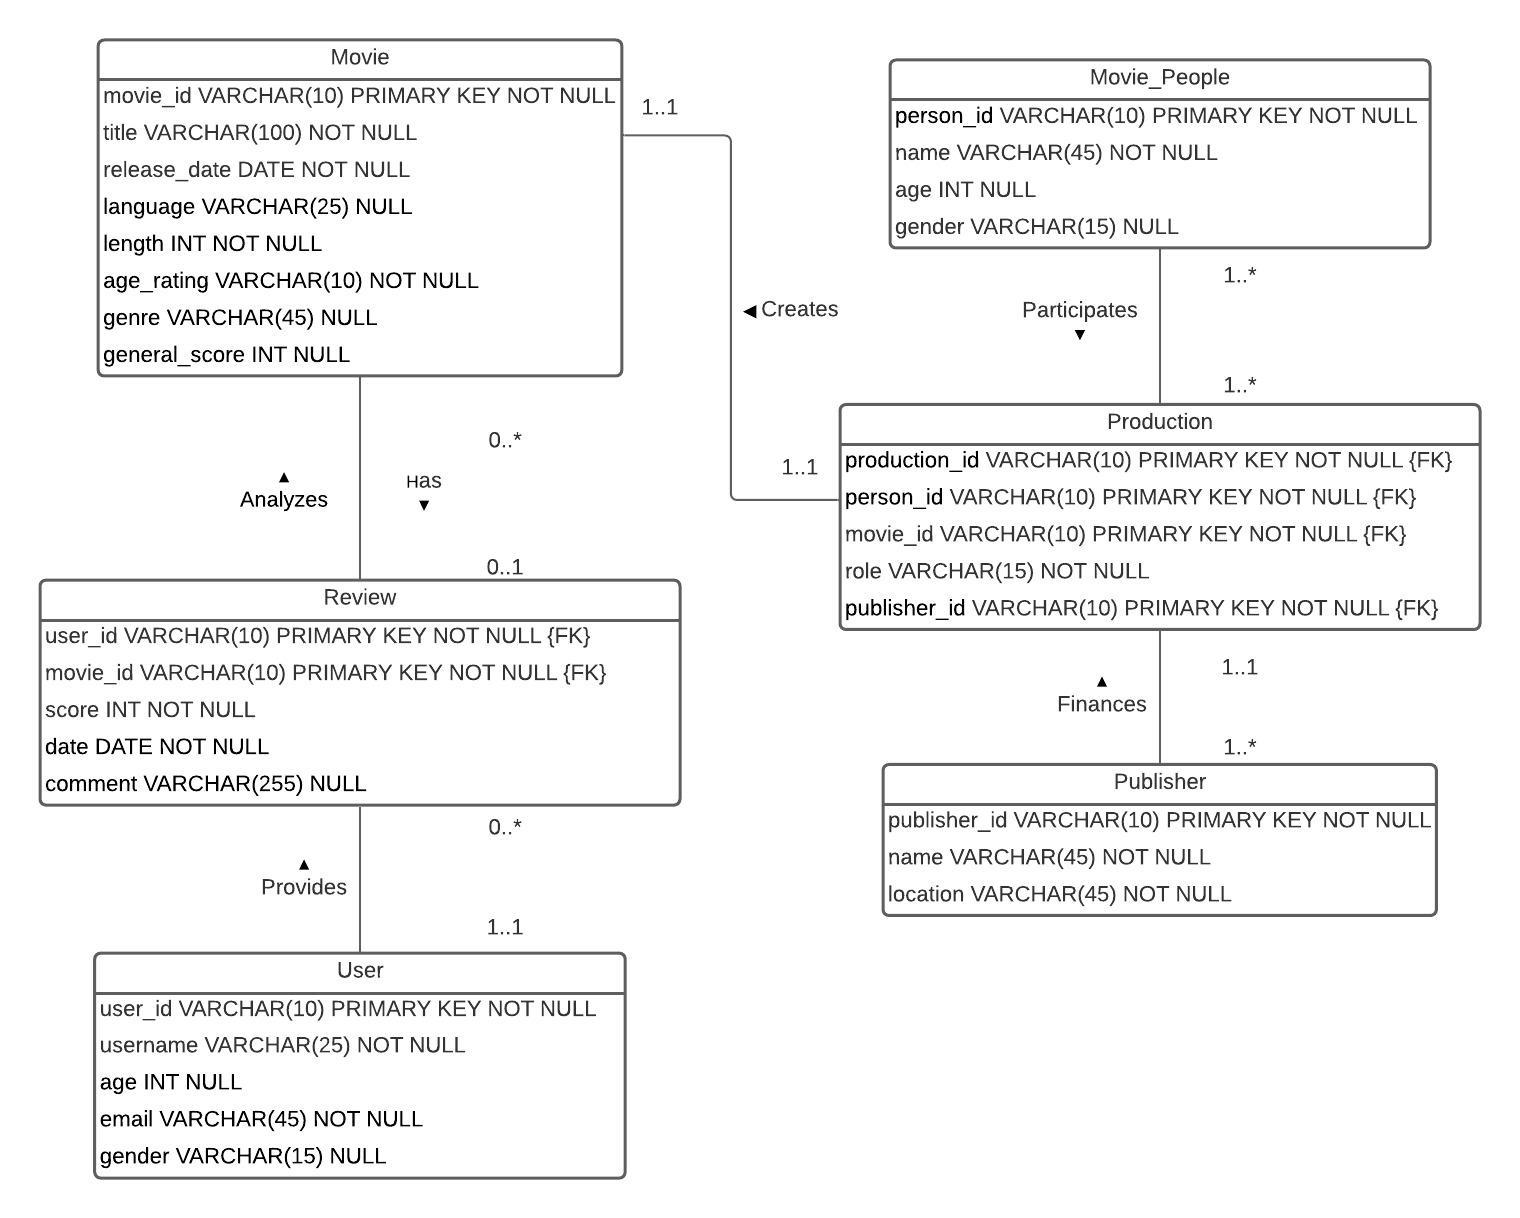 Movie
movie_id VARCHAR(10) PRIMARY KEY NOT NULL
title VARCHAR(100) NOT NULL
release_date DATE NOT NULL
language VARCHAR(25) NULL
length INT NOT NULL
age_rating VARCHAR(10) NOT NULL
genre VARCHAR(45) NULL
general_score INT NULL
1..1
Creates
1..1
Movie_People
person_id VARCHAR(10) PRIMARY KEY NOT NULL
name VARCHAR(45) NOT NULL
age INT NULL
gender VARCHAR(15) NULL
1..*
Participates
1..*
Production
production_id VARCHAR(10) PRIMARY KEY NOT NULL {FK}
person_id VARCHAR(10) PRIMARY KEY NOT NULL {FK}
movie_id VARCHAR(10) PRIMARY KEY NOT NULL {FK}
role VARCHAR(15) NOT NULL
publisher_id VARCHAR(10) PRIMARY KEY NOT NULL {FK}
1..1
Finances
1..*
Publisher
publisher_id VARCHAR(10) PRIMARY KEY NOT NULL
name VARCHAR(45) NOT NULL
location VARCHAR(45) NOT NULL
0..*
Analyzes
Has
0..1
Review
user_id VARCHAR(10) PRIMARY KEY NOT NULL {FK}
movie_id VARCHAR(10) PRIMARY KEY NOT NULL {FK}
score INT NOT NULL
date DATE NOT NULL
comment VARCHAR(255) NULL
0..*
Provides
1..1
User
user_id VARCHAR(10) PRIMARY KEY NOT NULL
username VARCHAR(25) NOT NULL
age INT NULL
email VARCHAR(45) NOT NULL
gender VARCHAR(15) NULL